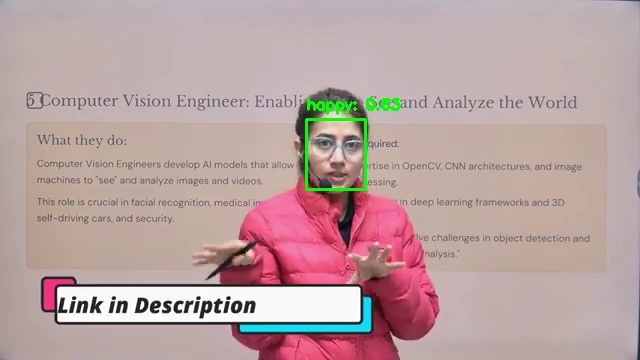 5 Computer Vision Engineer: Enabli and Analyze the World
happy: 0.63
What they do:
quired:
Computer Vision Engineers develop AI models that allow
machines to "see" and analyze images and videos.
ertise in OpenCV, CNN architectures, and image
essing.
This role is crucial in facial recognition, medical im
self-driving cars, and security.
in deep learning frameworks and 3D
ve challenges in object detection and
nalysis."
Link in Description